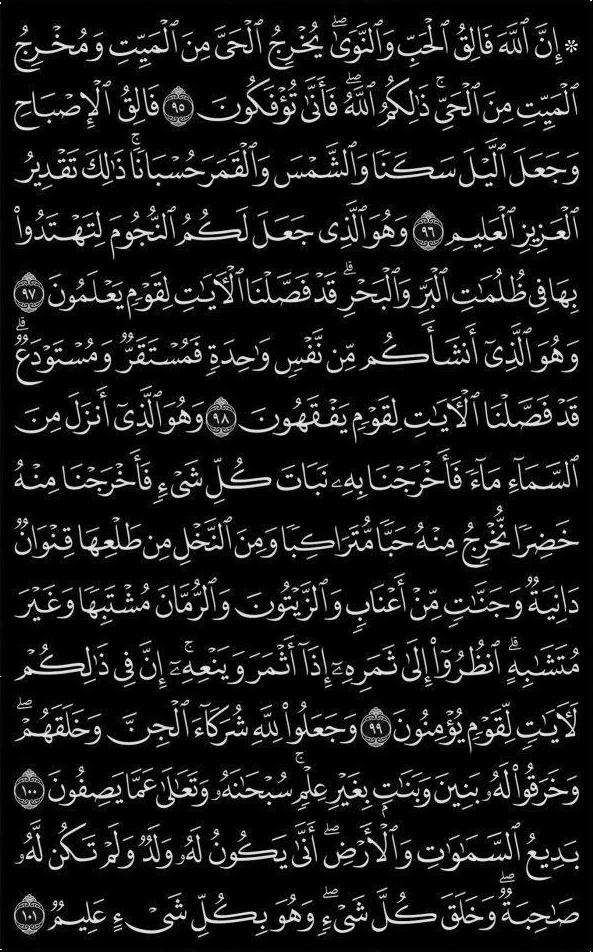 ۞ إِنَّ ٱللَّهَ فَالِقُ ٱلْحَبِّ وَٱلنَّوَىٰۖ يُخْرِجُ ٱلْحَىَّ مِنَ ٱلْمَيِّتِ وَمُخْرِجُ
ٱلْمَيِّتِ مِنَ ٱلْحَىِّۚ ذَٰلِكُمُ ٱللَّهُۖ فَأَنَّىٰ تُؤْفَكُونَ ٩٥ فَالِقُ ٱلْإِصْبَاحِ
وَجَعَلَ ٱلَّيْلَ سَكَنًا وَٱلشَّمْسَ وَٱلْقَمَرَ حُسْبَانًاۚ ذَٰلِكَ تَقْدِيرُ
ٱلْعَزِيزِ ٱلْعَلِيمِ ٩٦ وَهُوَ ٱلَّذِى جَعَلَ لَكُمُ ٱلنُّجُومَ لِتَهْتَدُوا۟
بِهَا فِى ظُلُمَٰتِ ٱلْبَرِّ وَٱلْبَحْرِۗ قَدْ فَصَّلْنَا ٱلْءَايَٰتِ لِقَوْمٍ يَعْلَمُونَ ٩٧
وَهُوَ ٱلَّذِىٓ أَنشَأَكُم مِّن نَّفْسٍ وَٰحِدَةٍ فَمُسْتَقَرٌّ وَمُسْتَوْدَعٌۗ
قَدْ فَصَّلْنَا ٱلْءَايَٰتِ لِقَوْمٍ يَفْقَهُونَ ٩٨ وَهُوَ ٱلَّذِىٓ أَنزَلَ مِنَ
ٱلسَّمَآءِ مَآءً فَأَخْرَجْنَا بِهِۦ نَبَاتَ كُلِّ شَىْءٍ فَأَخْرَجْنَا مِنْهُ
خَضِرًا نُّخْرِجُ مِنْهُ حَبًّا مُّتَرَاكِبًا وَمِنَ ٱلنَّخْلِ مِن طَلْعِهَا قِنْوَانٌ
دَانِيَةٌ وَجَنَّٰتٍ مِّنْ أَعْنَابٍ وَٱلزَّيْتُونَ وَٱلرُّمَّانَ مُشْتَبِهًا وَغَيْرَ
مُتَشَٰبِهٍۗ ٱنظُرُوٓا۟ إِلَىٰ ثَمَرِهِۦٓ إِذَآ أَثْمَرَ وَيَنْعِهِۦٓۚ إِنَّ فِى ذَٰلِكُمْ
لَءَايَٰتٍ لِّقَوْمٍ يُؤْمِنُونَ ٩٩ وَجَعَلُوا۟ لِلَّهِ شُرَكَآءَ ٱلْجِنَّ وَخَلَقَهُمْۖ
وَخَرَقُوا۟ لَهُۥ بَنِينَ وَبَنَٰتٍۭ بِغَيْرِ عِلْمٍۚ سُبْحَٰنَهُۥ وَتَعَٰلَىٰ عَمَّا يَصِفُونَ ١٠٠
بَدِيعُ ٱلسَّمَٰوَٰتِ وَٱلْأَرْضِۖ أَنَّىٰ يَكُونُ لَهُۥ وَلَدٌ وَلَمْ تَكُن لَّهُۥ
صَٰحِبَةٌۖ وَخَلَقَ كُلَّ شَىْءٍۖ وَهُوَ بِكُلِّ شَىْءٍ عَلِيمٌ ١٠١